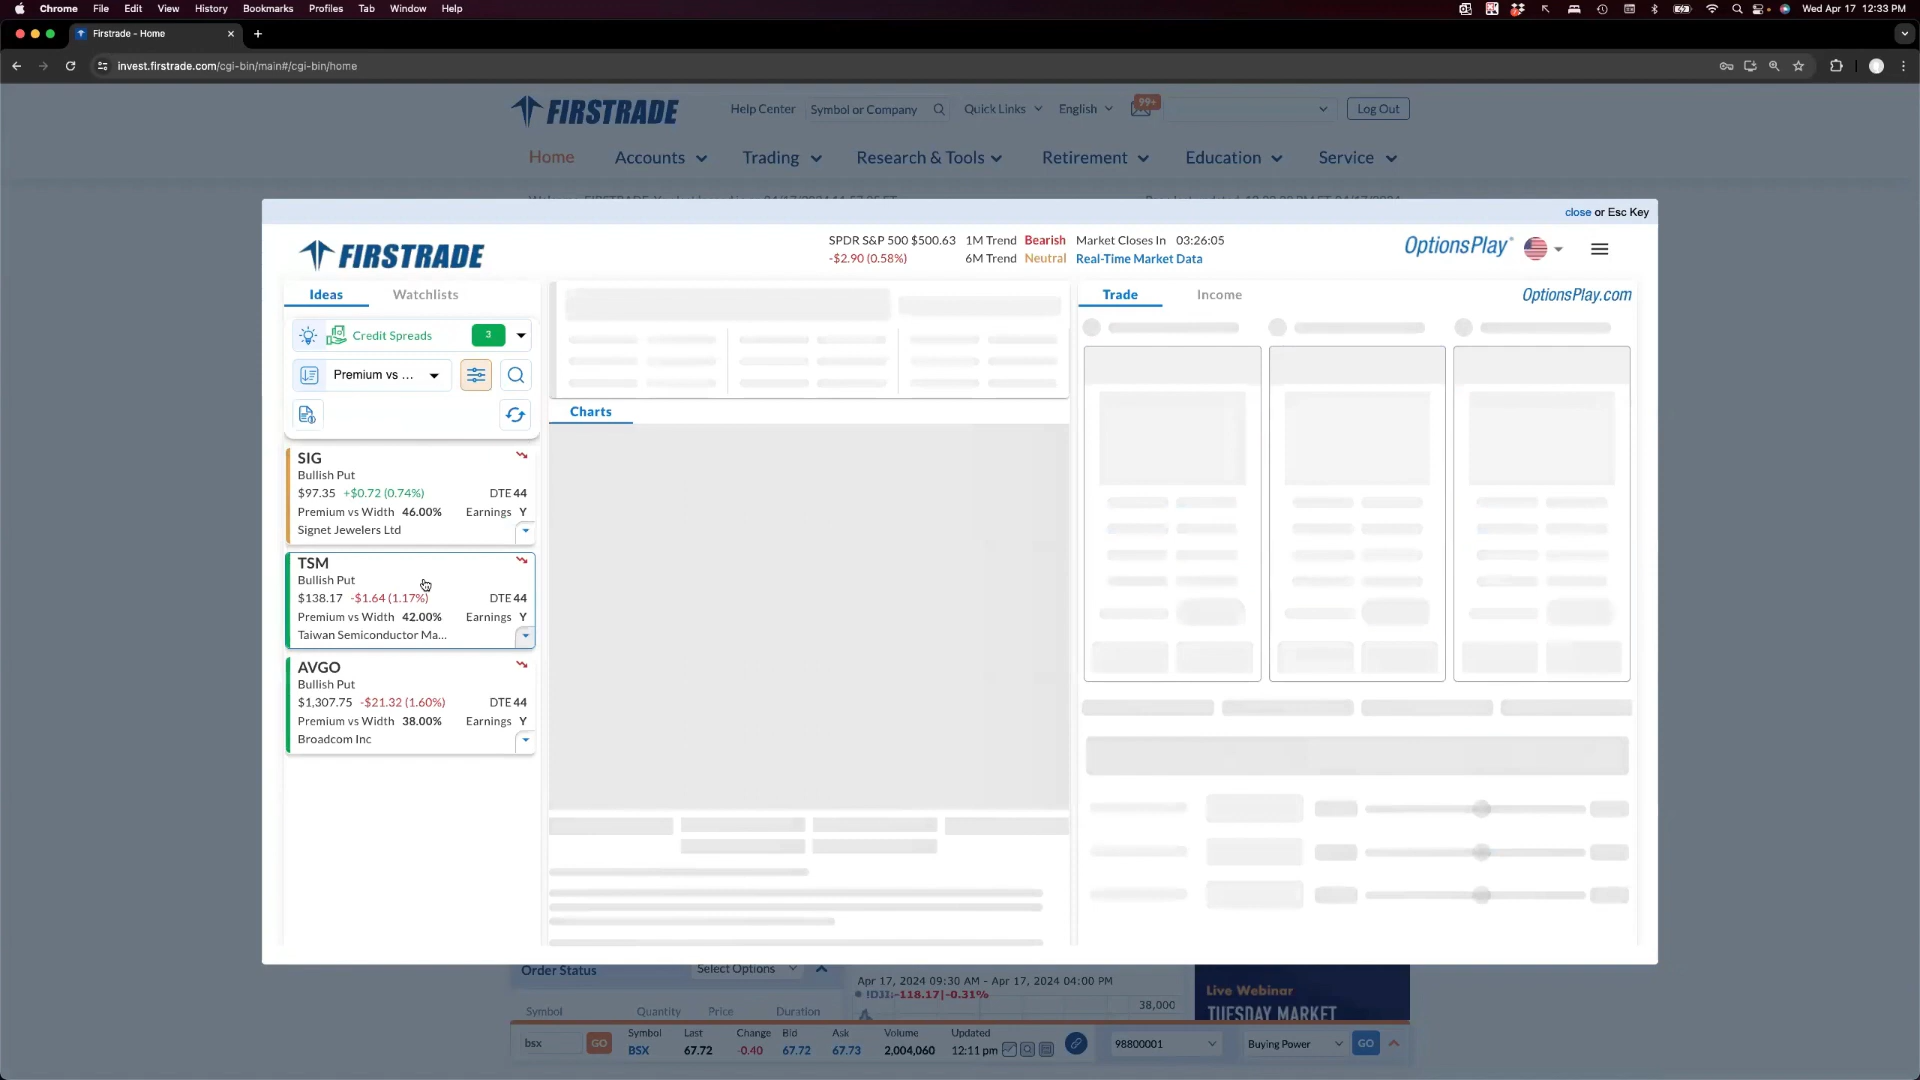 Chrome File Edit View History Bookmarks Profiles Tab Window Help
Wed Apr 17 12:33 PM
Firstrade - Home
invest.firstrade.com/cgi-bin/main#/cgi-bin/home
FIRSTRADE
Help Center Symbol or Company Quick Links English 99+ Log Out
Home Accounts Trading Research & Tools Retirement Education Service
close or Esc Key
FIRSTRADE
SPDR S&P 500 $500.63 1M Trend Bearish Market Closes In 03:26:05
-$2.90 (0.58%) 6M Trend Neutral Real-Time Market Data
OptionsPlay
Ideas Watchlists
Trade Income OptionsPlay.com
Credit Spreads 3
Premium vs ...
Charts
SIG
Bullish Put
$97.35 +$0.72 (0.74%) DTE 44
Premium vs Width 46.00% Earnings Y
Signet Jewelers Ltd
TSM
Bullish Put
$138.17 -$1.64 (1.17%) DTE 44
Premium vs Width 42.00% Earnings Y
Taiwan Semiconductor Ma...
AVGO
Bullish Put
$1,307.75 -$21.32 (1.60%) DTE 44
Premium vs Width 38.00% Earnings Y
Broadcom Inc
Order Status Select Options
Apr 17, 2024 09:30 AM - Apr 17, 2024 04:00 PM
!DJI:-118.17|-0.31%
38,000
Live Webinar
TUESDAY MARKET
Symbol Quantity Price Duration
bsx GO
Symbol Last Change Bid Ask Volume Updated
BSX 67.72 -0.40 67.72 67.73 2,004,060 12:11 pm
98800001 Buying Power GO